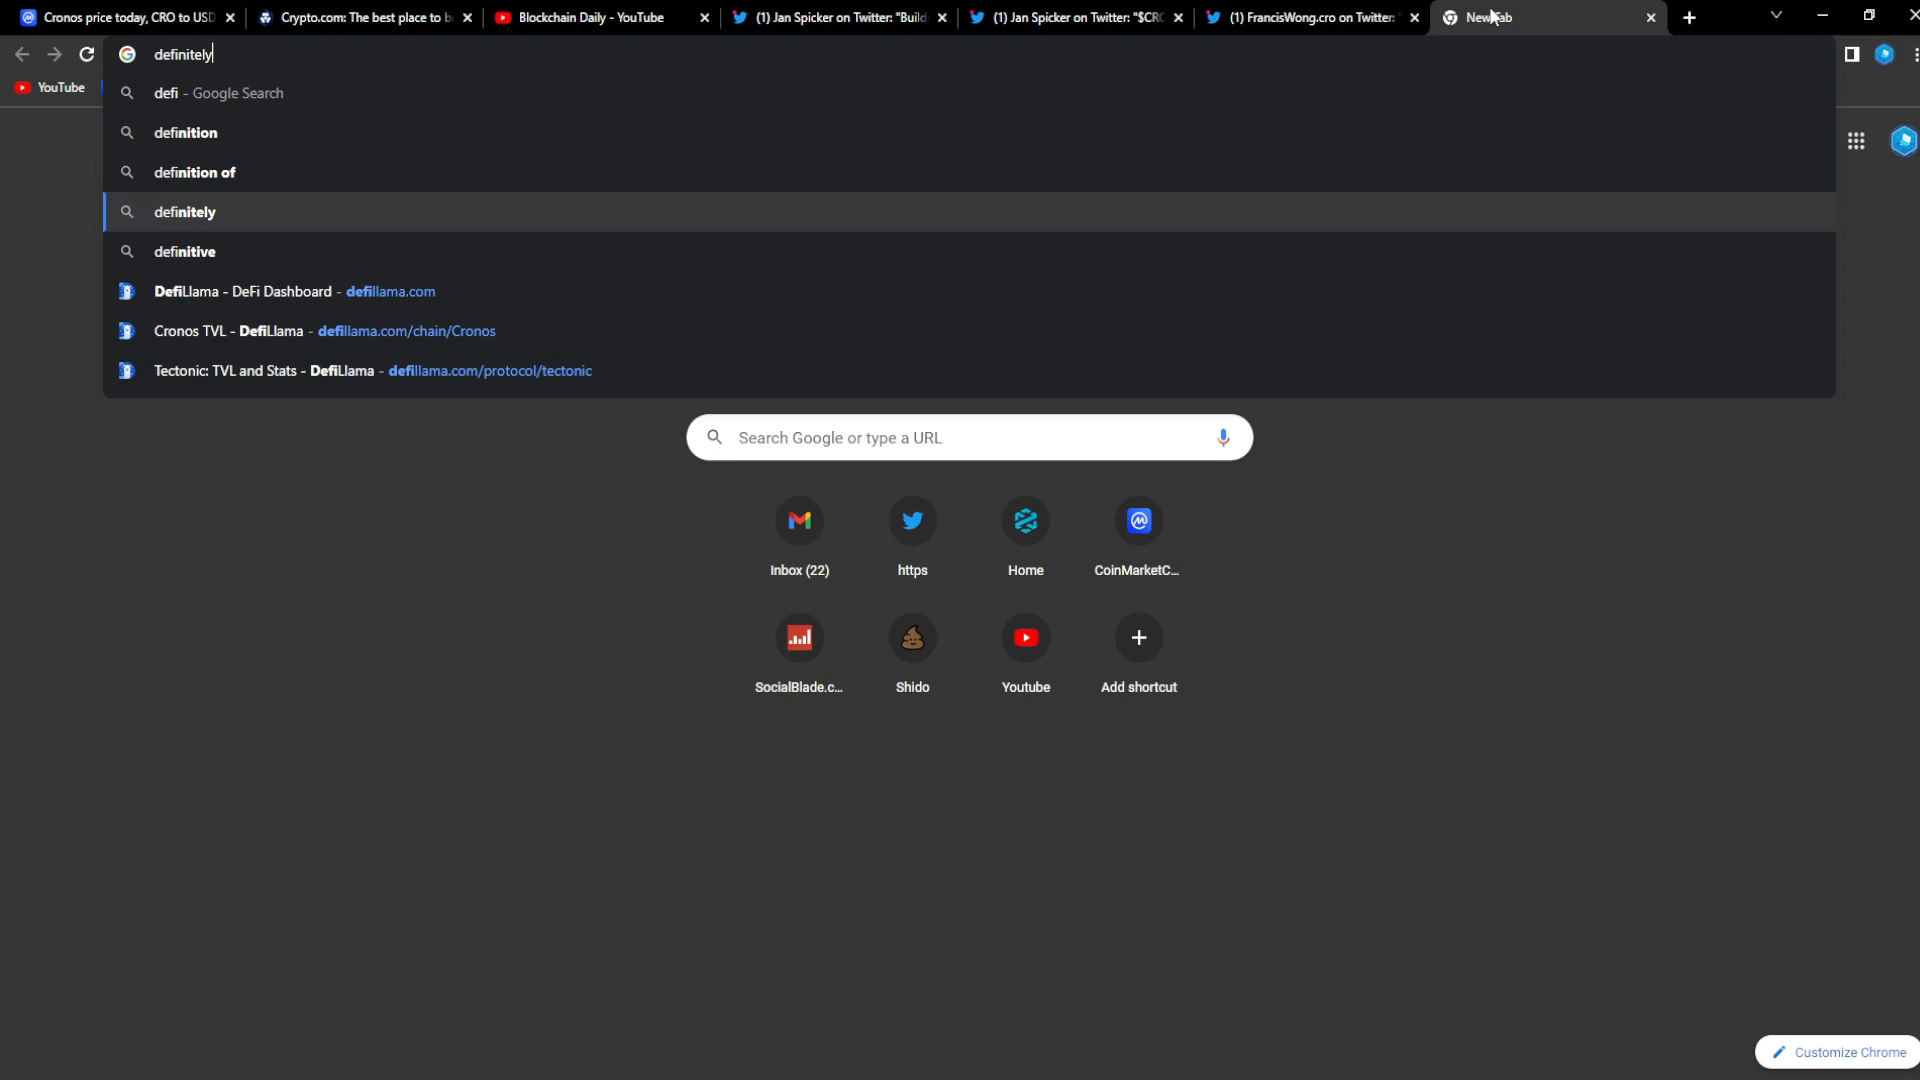 Cronos price today, CRO to USD
Crypto.com: The best place to b
Blockchain Daily - YouTube
(1) Jan Spicker on Twitter: "Build
(1) Jan Spicker on Twitter: "$CRO
(1) FrancisWong.cro on Twitter: "
New Tab
definitely
YouTube
defi - Google Search
definition
definition of
definitely
definitive
DefiLlama - DeFi Dashboard - defillama.com
Cronos TVL - DefiLlama - defillama.com/chain/Cronos
Tectonic: TVL and Stats - DefiLlama - defillama.com/protocol/tectonic
Search Google or type a URL
Inbox (22)
https
Home
CoinMarketC...
SocialBlade.c...
Shido
Youtube
Add shortcut
Customize Chrome